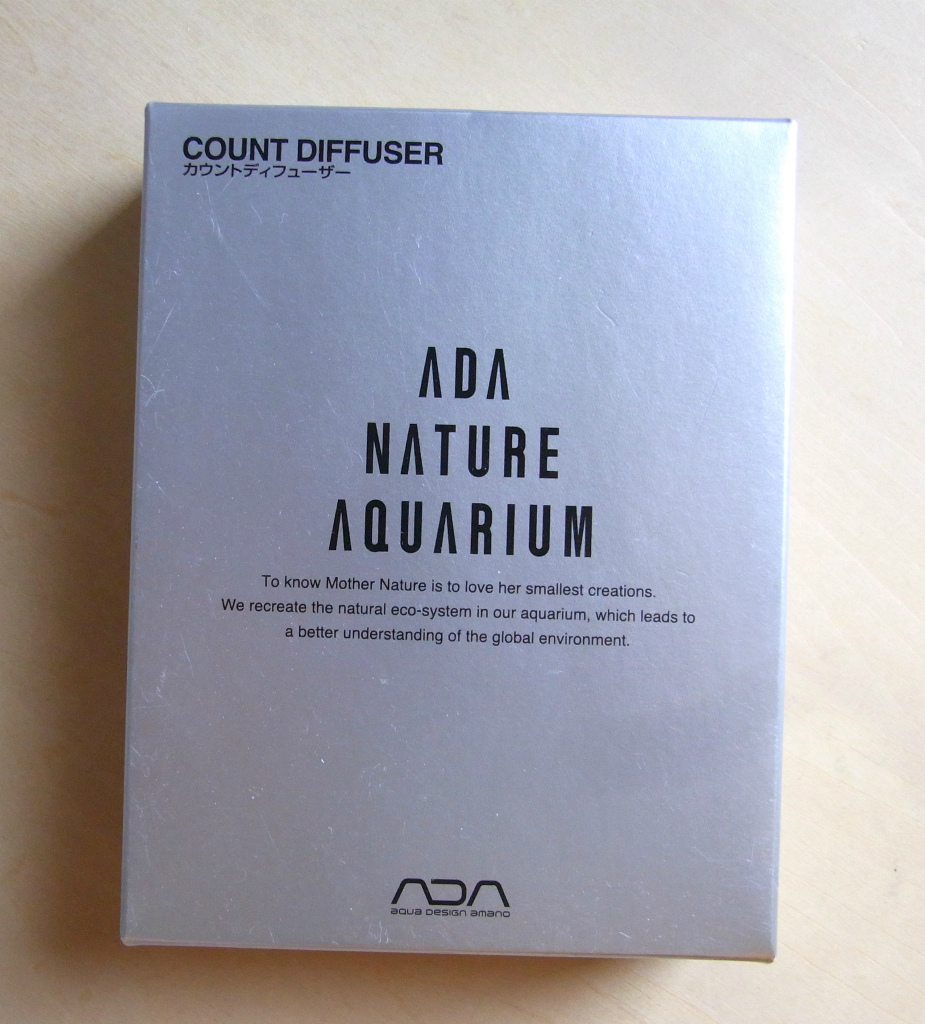 COUNT DIFFUSER
カウントディフューザー
ADA
NATURE
AQUARIUM
To know Mother Nature is to love her smallest creations.
We recreate the natural eco-system in our aquarium, which leads to
a better understanding of the global environment.
ADA
aqua design amano